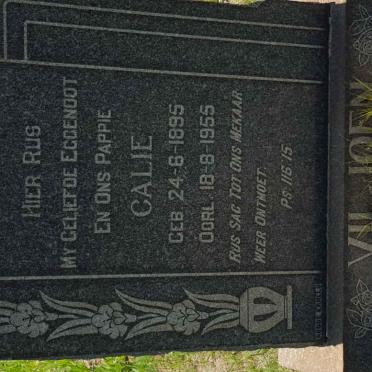 HIER RUS
MY GELIEFDE EGGENOOT
EN ONS PAPPIE
CALIE
GEB. 24-6-1895
OORL. 18-8-1955
RUS SAG TOT ONS MEKAAR
WEER ONTMOET.
PS. 116:15
VILJOEN